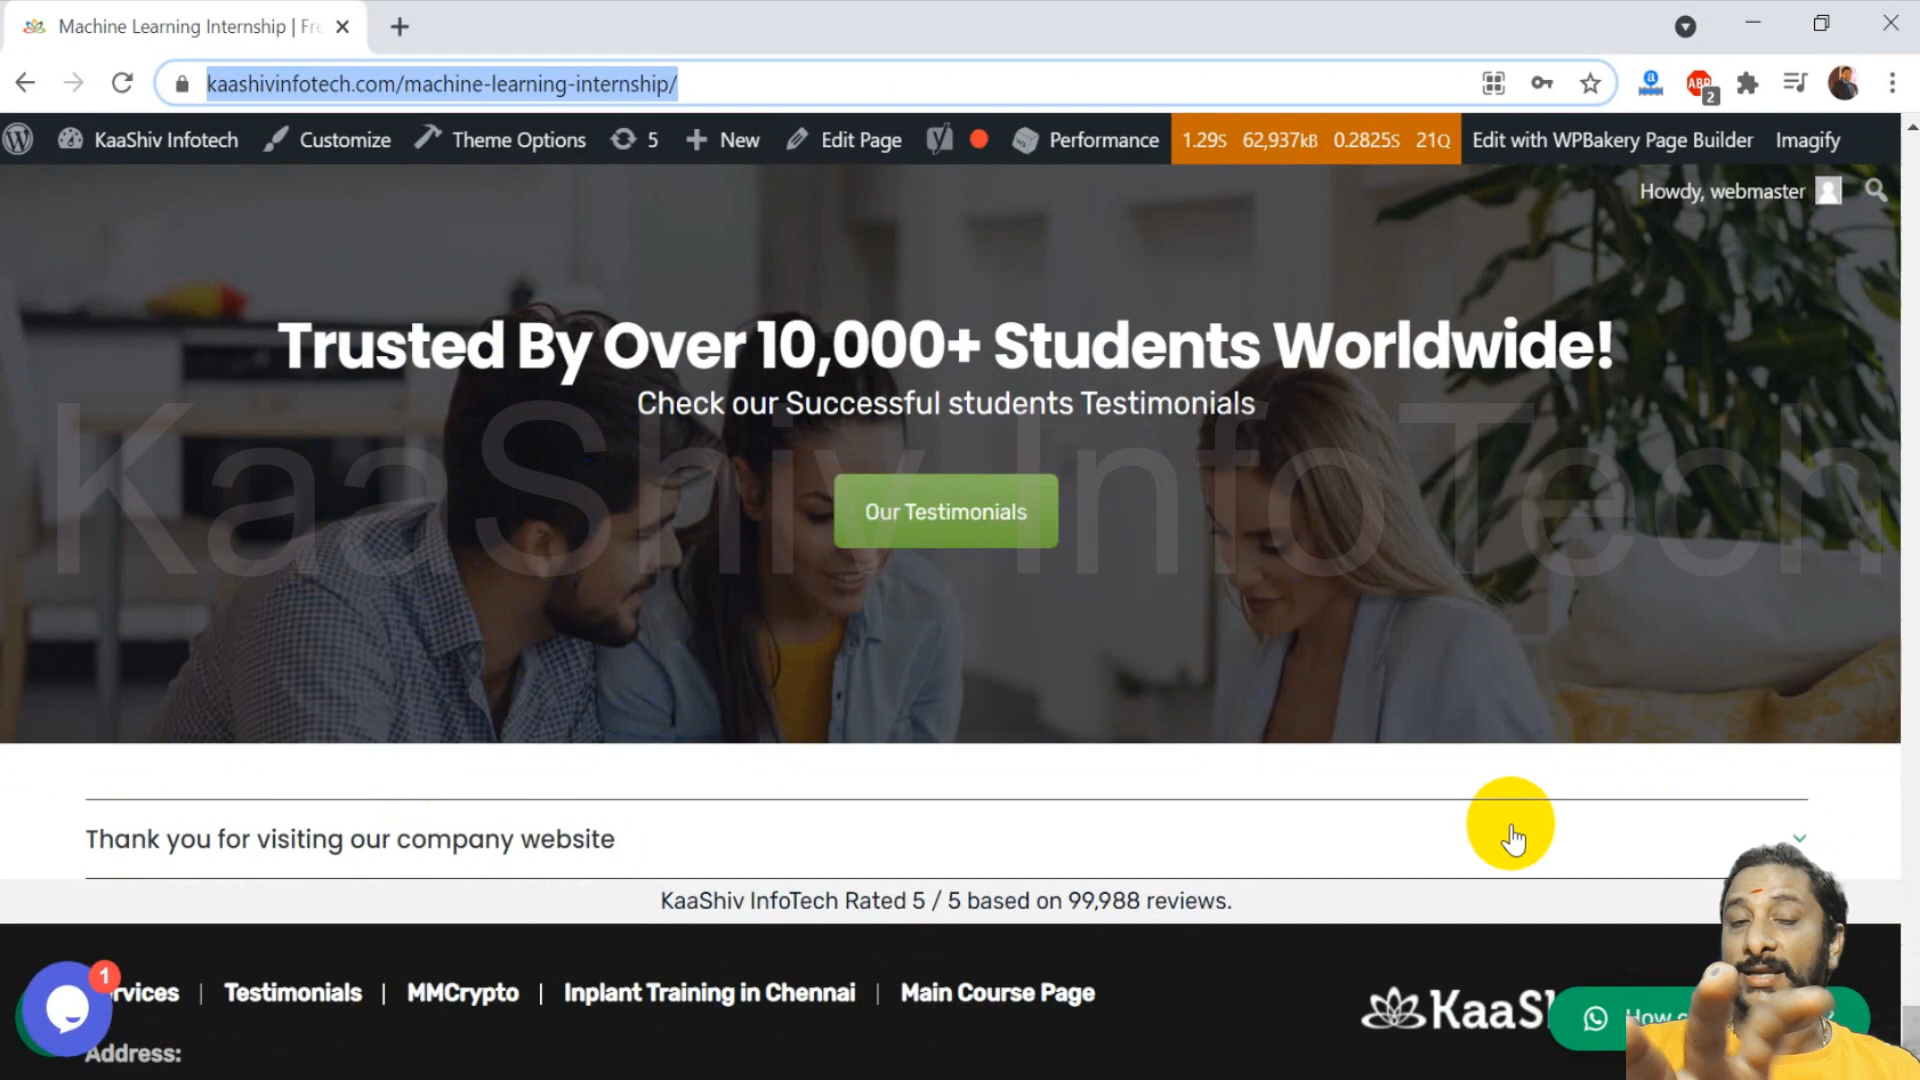 Machine Learning Internship | Fre
kaashivinfotech.com/machine-learning-internship/
ABP
2
KaaShiv Infotech
Customize
Theme Options
5
New
Edit Page
Performance
1.29S 62,937kB 0.2825S 21Q
Edit with WPBakery Page Builder
Imagify
Howdy, webmaster
Trusted By Over 10,000+ Students Worldwide!
Check our Successful students Testimonials
KaaShiv InfoTech
Our Testimonials
Thank you for visiting our company website
KaaShiv InfoTech Rated 5 / 5 based on 99,988 reviews.
1
rvices | Testimonials | MMCrypto | Inplant Training in Chennai | Main Course Page
KaaSh
How
Address: